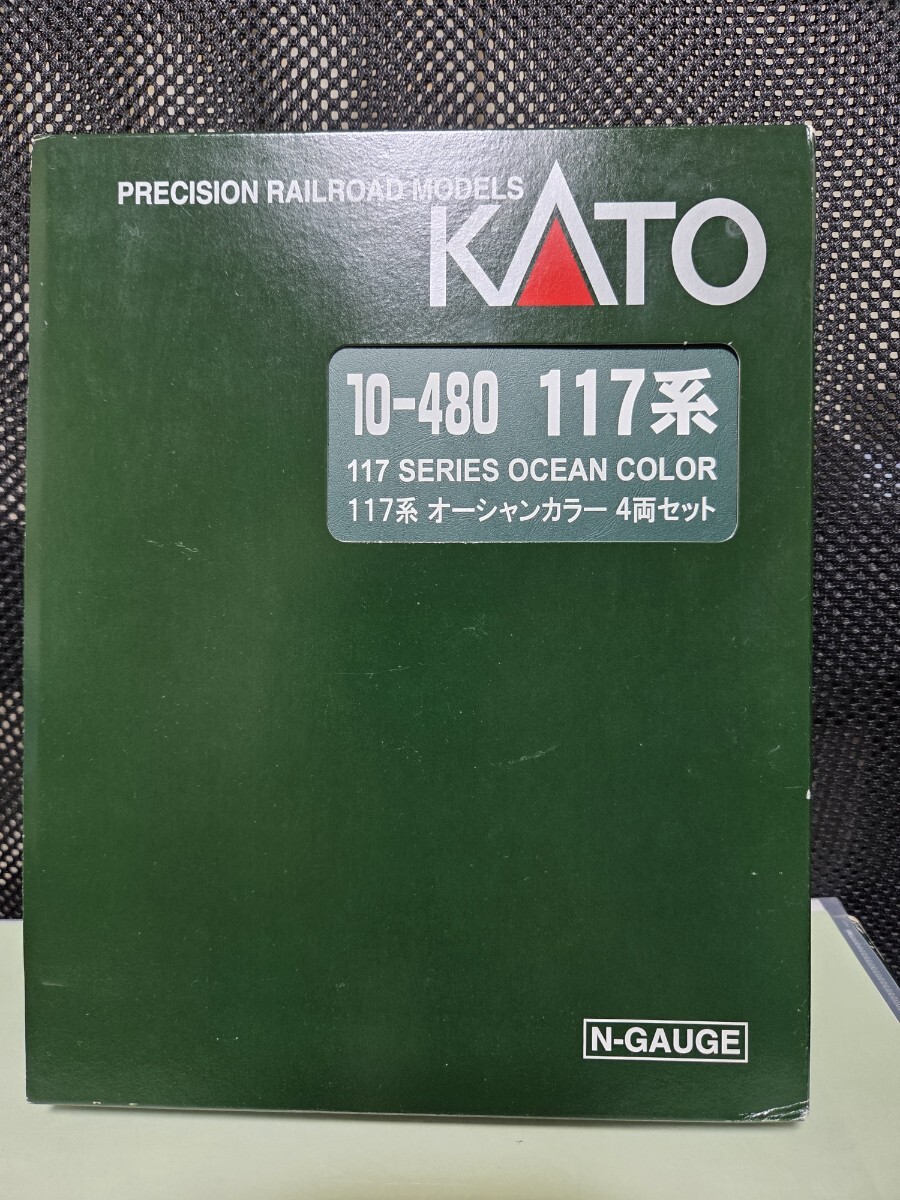 PRECISION RAILROAD MODELS
KATO
10-480 117系
117 SERIES OCEAN COLOR
117系 オーシャンカラー 4両セット
N-GAUGE